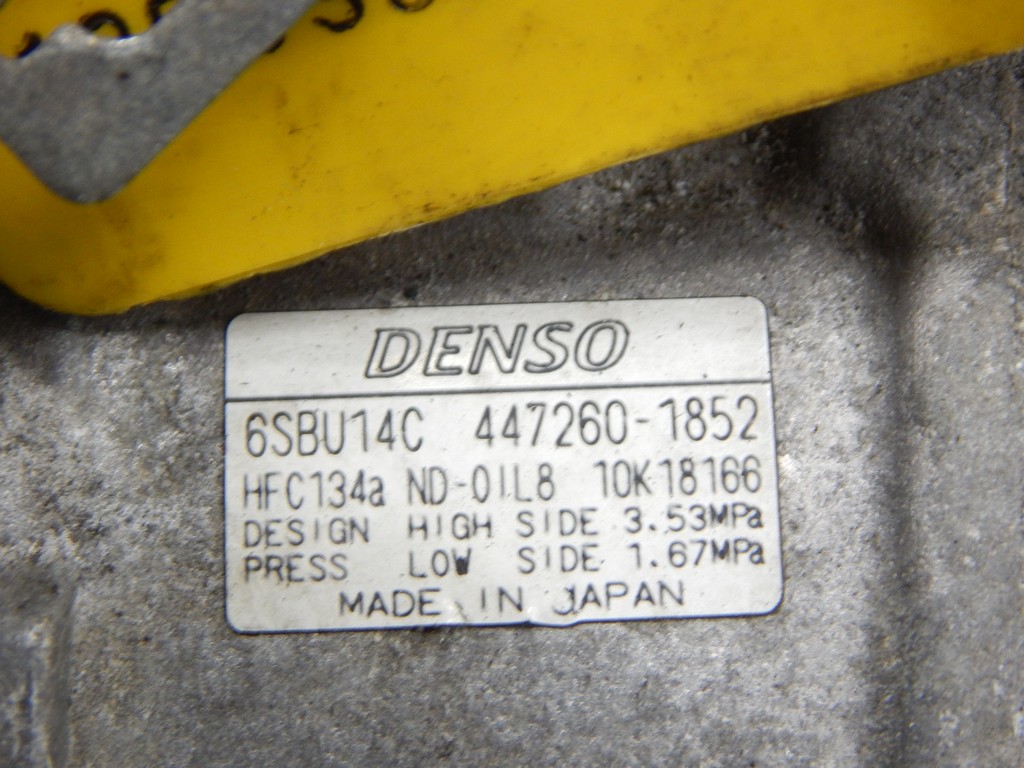 DENSO
6SBU14C 447260-1852
HFC134a ND-OIL8 10K18166
DESIGN HIGH SIDE 3.53MPa
PRESS LOW SIDE 1.67MPa
MADE IN JAPAN